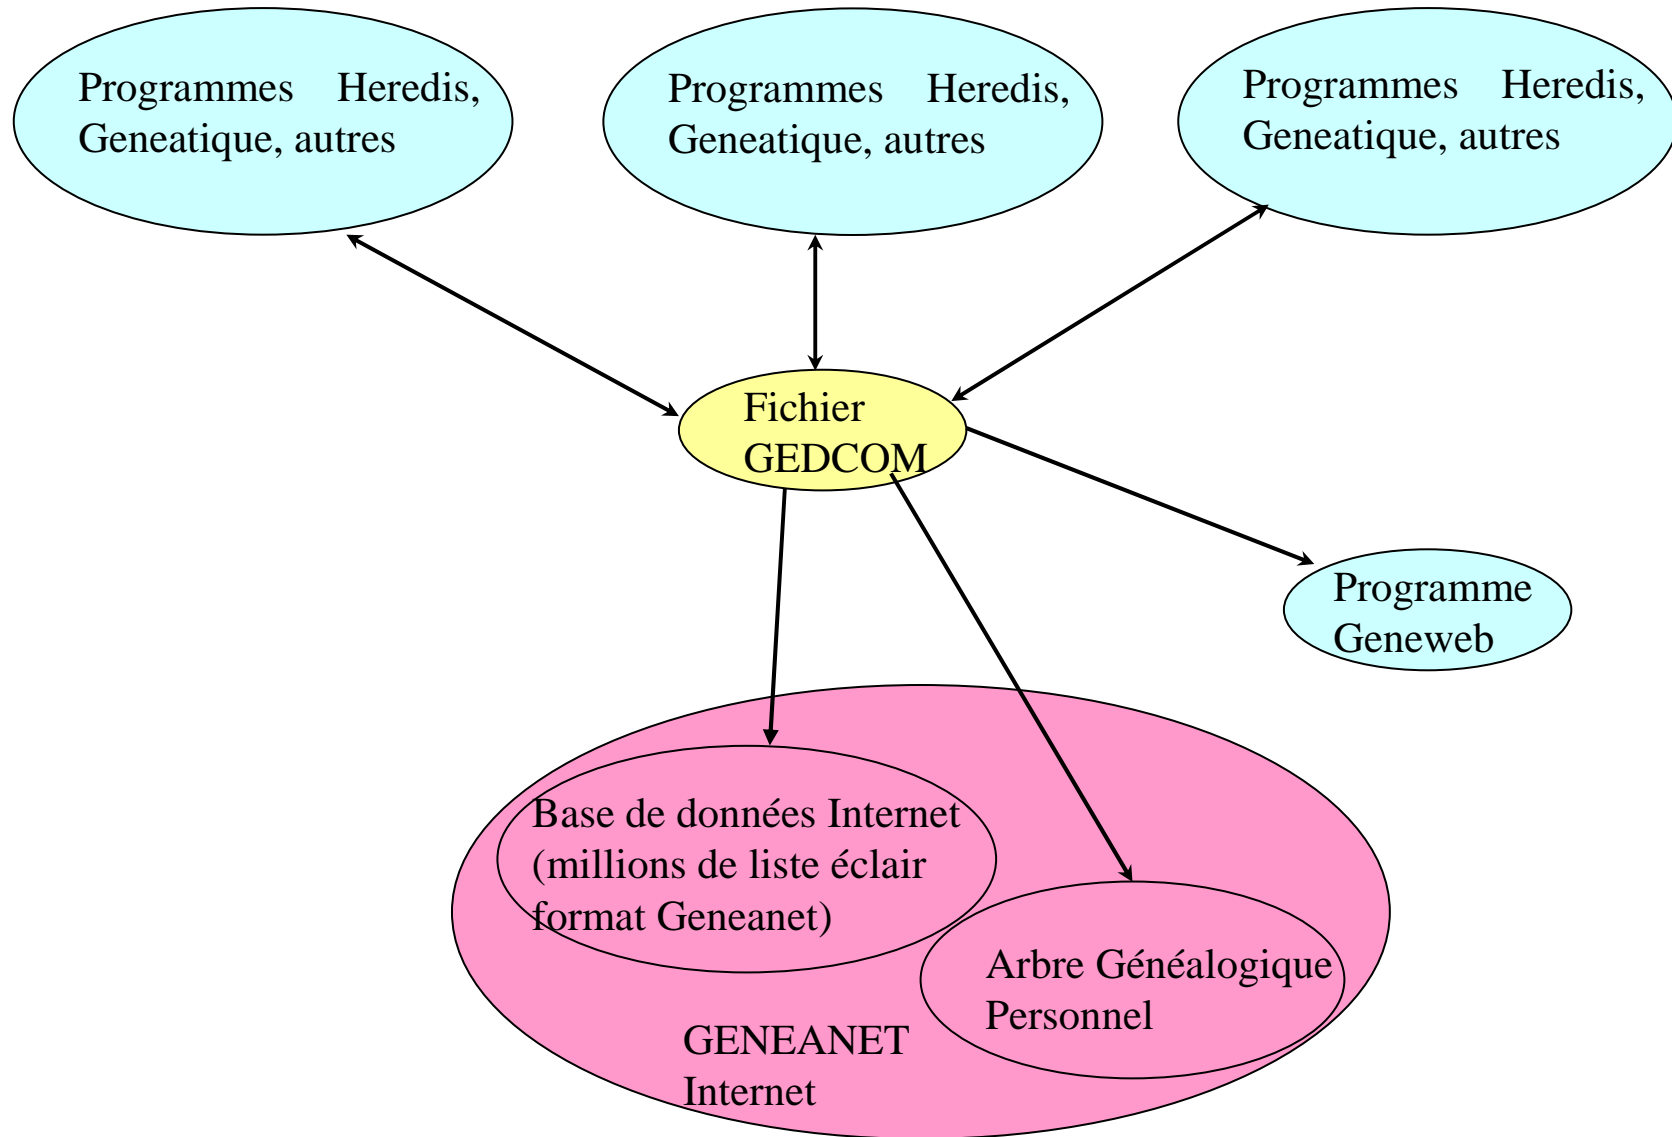 Programmes Heredis,
Geneatique, autres
Programmes Heredis,
Geneatique, autres
Programmes Heredis,
Geneatique, autres
Fichier
GEDCOM
Programme
Geneweb
Base de données Internet
(millions de liste éclair
format Geneanet)
Arbre Généalogique
Personnel
GENEANET
Internet